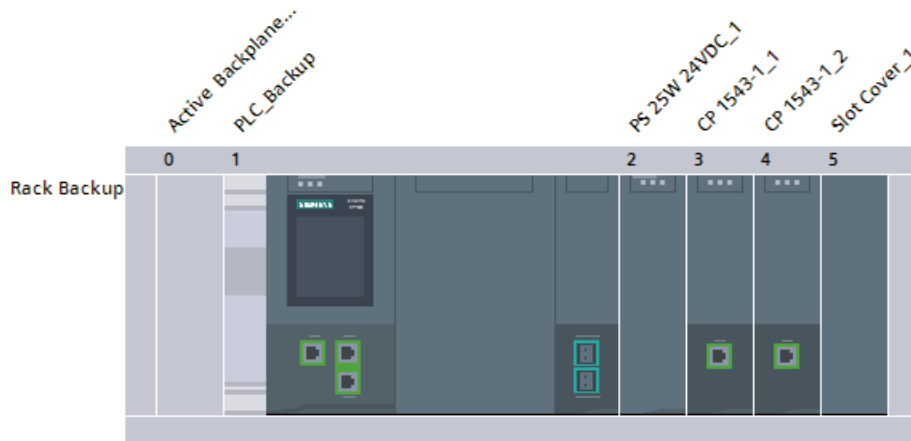 Active Backplane...
PLC_Backup
PS 25W 24VDC_1
CP 1543-1_1
CP 1543-1_2
Slot Cover_1
0 1 2 3 4 5
Rack Backup
SIEMENS